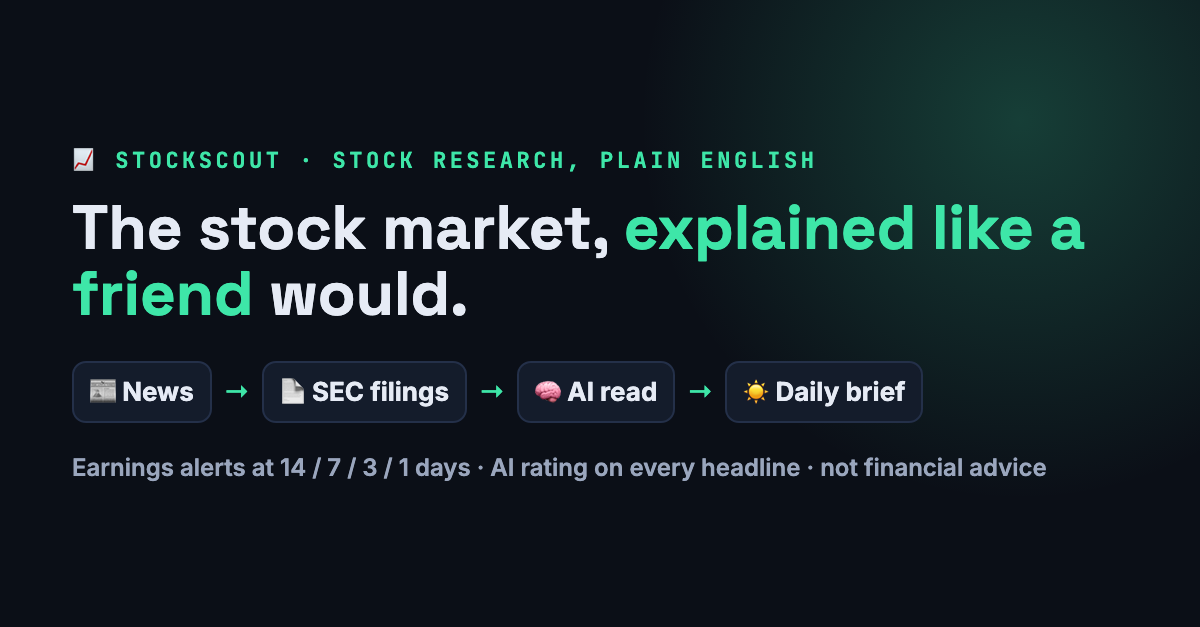 📈 STOCKSCOUT · STOCK RESEARCH, PLAIN ENGLISH
The stock market, explained like a
friend would.
📰 News → 📄 SEC filings → 🧠 AI read → ☀️ Daily brief
Earnings alerts at 14 / 7 / 3 / 1 days · AI rating on every headline · not financial advice